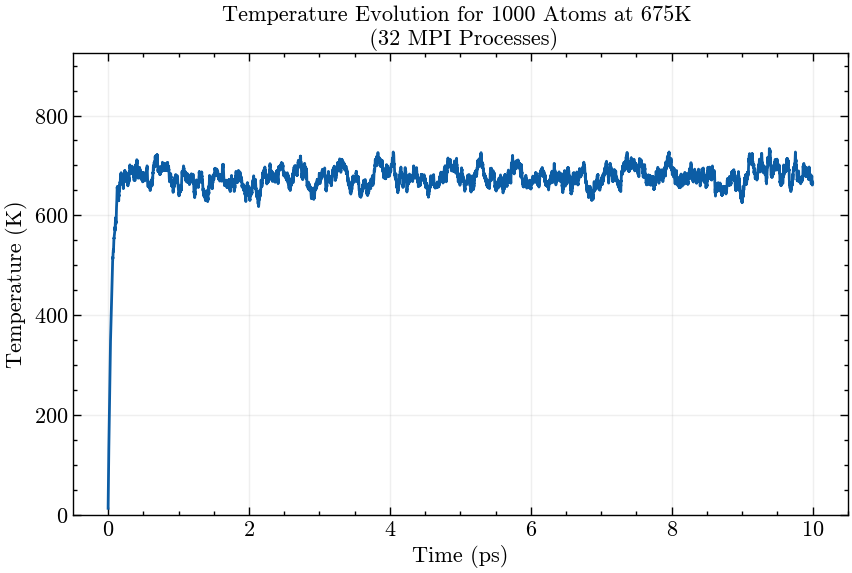 Temperature Evolution for 1000 Atoms at 675K
(32 MPI Processes)
Temperature (K)
800
600
400
200
0
0 2 4 6 8 10
Time (ps)